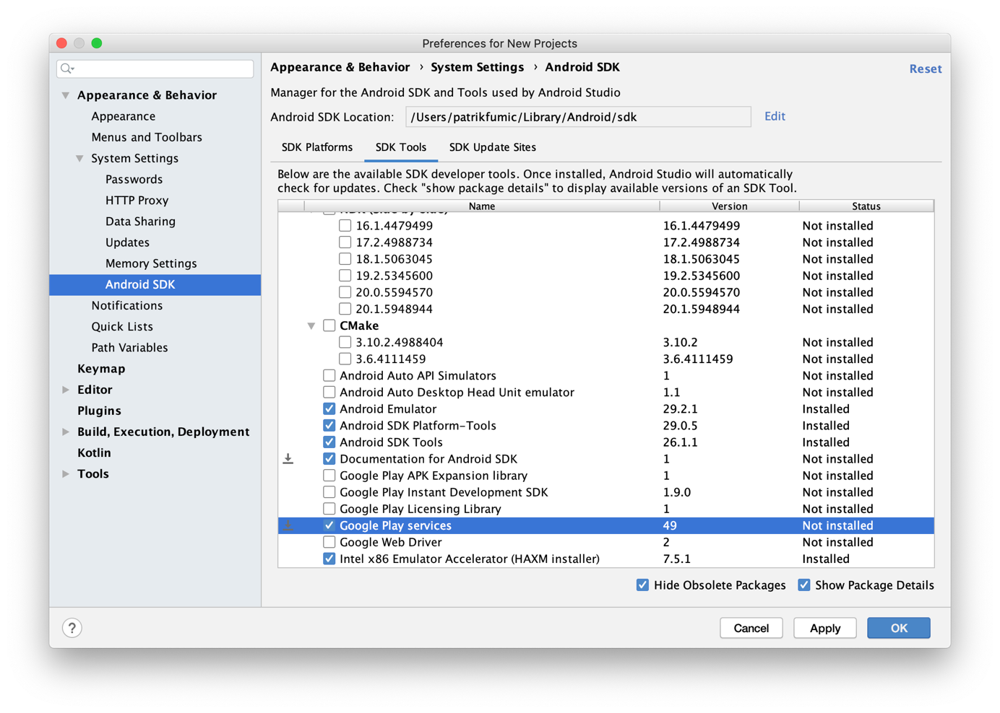 Preferences for New Projects
Appearance & Behavior
Appearance
Menus and Toolbars
System Settings
Passwords
HTTP Proxy
Data Sharing
Updates
Memory Settings
Android SDK
Notifications
Quick Lists
Path Variables
Keymap
Editor
Plugins
Build, Execution, Deployment
Kotlin
Tools
Appearance & Behavior › System Settings › Android SDK
Reset
Manager for the Android SDK and Tools used by Android Studio
Android SDK Location: /Users/patrikfumic/Library/Android/sdk Edit
SDK Platforms SDK Tools SDK Update Sites
Below are the available SDK developer tools. Once installed, Android Studio will automatically
check for updates. Check "show package details" to display available versions of an SDK Tool.
Name Version Status
NDK (Side by side)
16.1.4479499 16.1.4479499 Not installed
17.2.4988734 17.2.4988734 Not installed
18.1.5063045 18.1.5063045 Not installed
19.2.5345600 19.2.5345600 Not installed
20.0.5594570 20.0.5594570 Not installed
20.1.5948944 20.1.5948944 Not installed
CMake
3.10.2.4988404 3.10.2 Not installed
3.6.4111459 3.6.4111459 Not installed
Android Auto API Simulators 1 Not installed
Android Auto Desktop Head Unit emulator 1.1 Not installed
Android Emulator 29.2.1 Installed
Android SDK Platform-Tools 29.0.5 Installed
Android SDK Tools 26.1.1 Installed
Documentation for Android SDK 1 Not installed
Google Play APK Expansion library 1 Not installed
Google Play Instant Development SDK 1.9.0 Not installed
Google Play Licensing Library 1 Not installed
Google Play services 49 Not installed
Google Web Driver 2 Not installed
Intel x86 Emulator Accelerator (HAXM installer) 7.5.1 Installed
Hide Obsolete Packages Show Package Details
? Cancel Apply OK